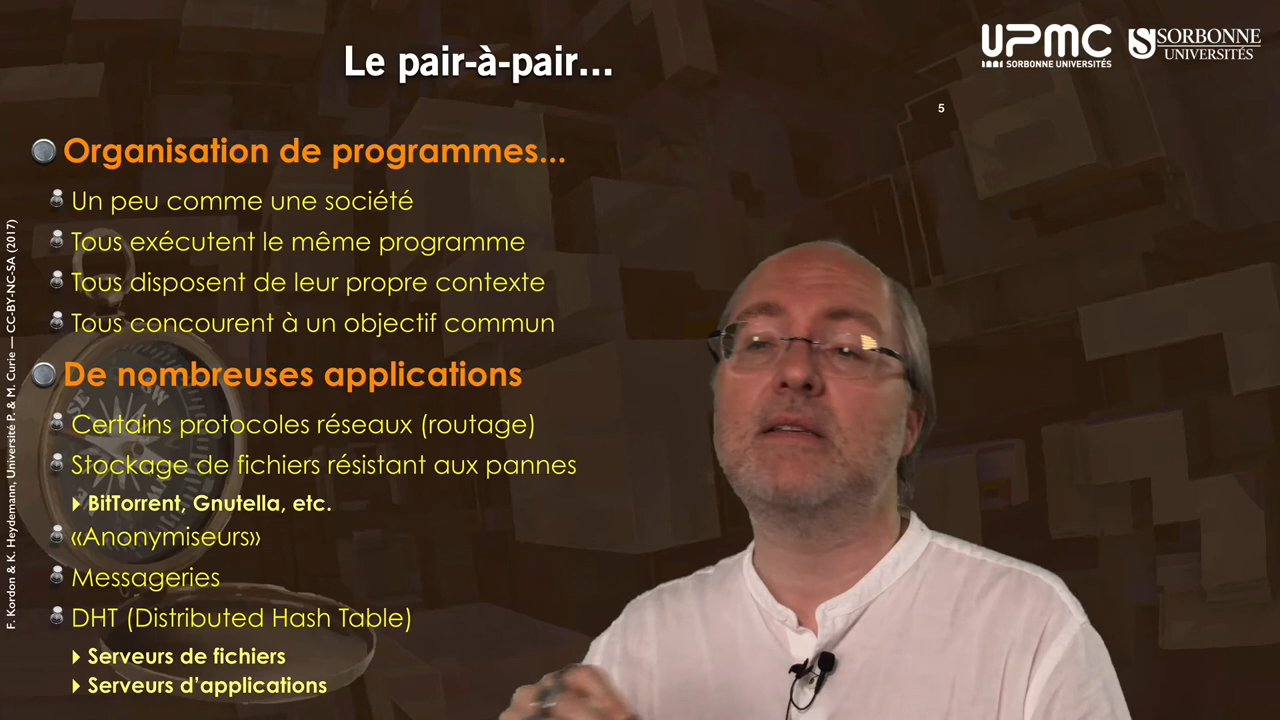 Le pair-à-pair...
UPMC
SORBONNE UNIVERSITÉS
SORBONNE
UNIVERSITÉS
5
Organisation de programmes...
Un peu comme une société
Tous exécutent le même programme
Tous disposent de leur propre contexte
Tous concourent à un objectif commun
De nombreuses applications
Certains protocoles réseaux (routage)
Stockage de fichiers résistant aux pannes
BitTorrent, Gnutella, etc.
«Anonymiseurs»
Messageries
DHT (Distributed Hash Table)
Serveurs de fichiers
Serveurs d'applications
F. Kordon & K. Heydemann, Université P. & M. Curie — CC-BY-NC-SA (2017)
SE
SW